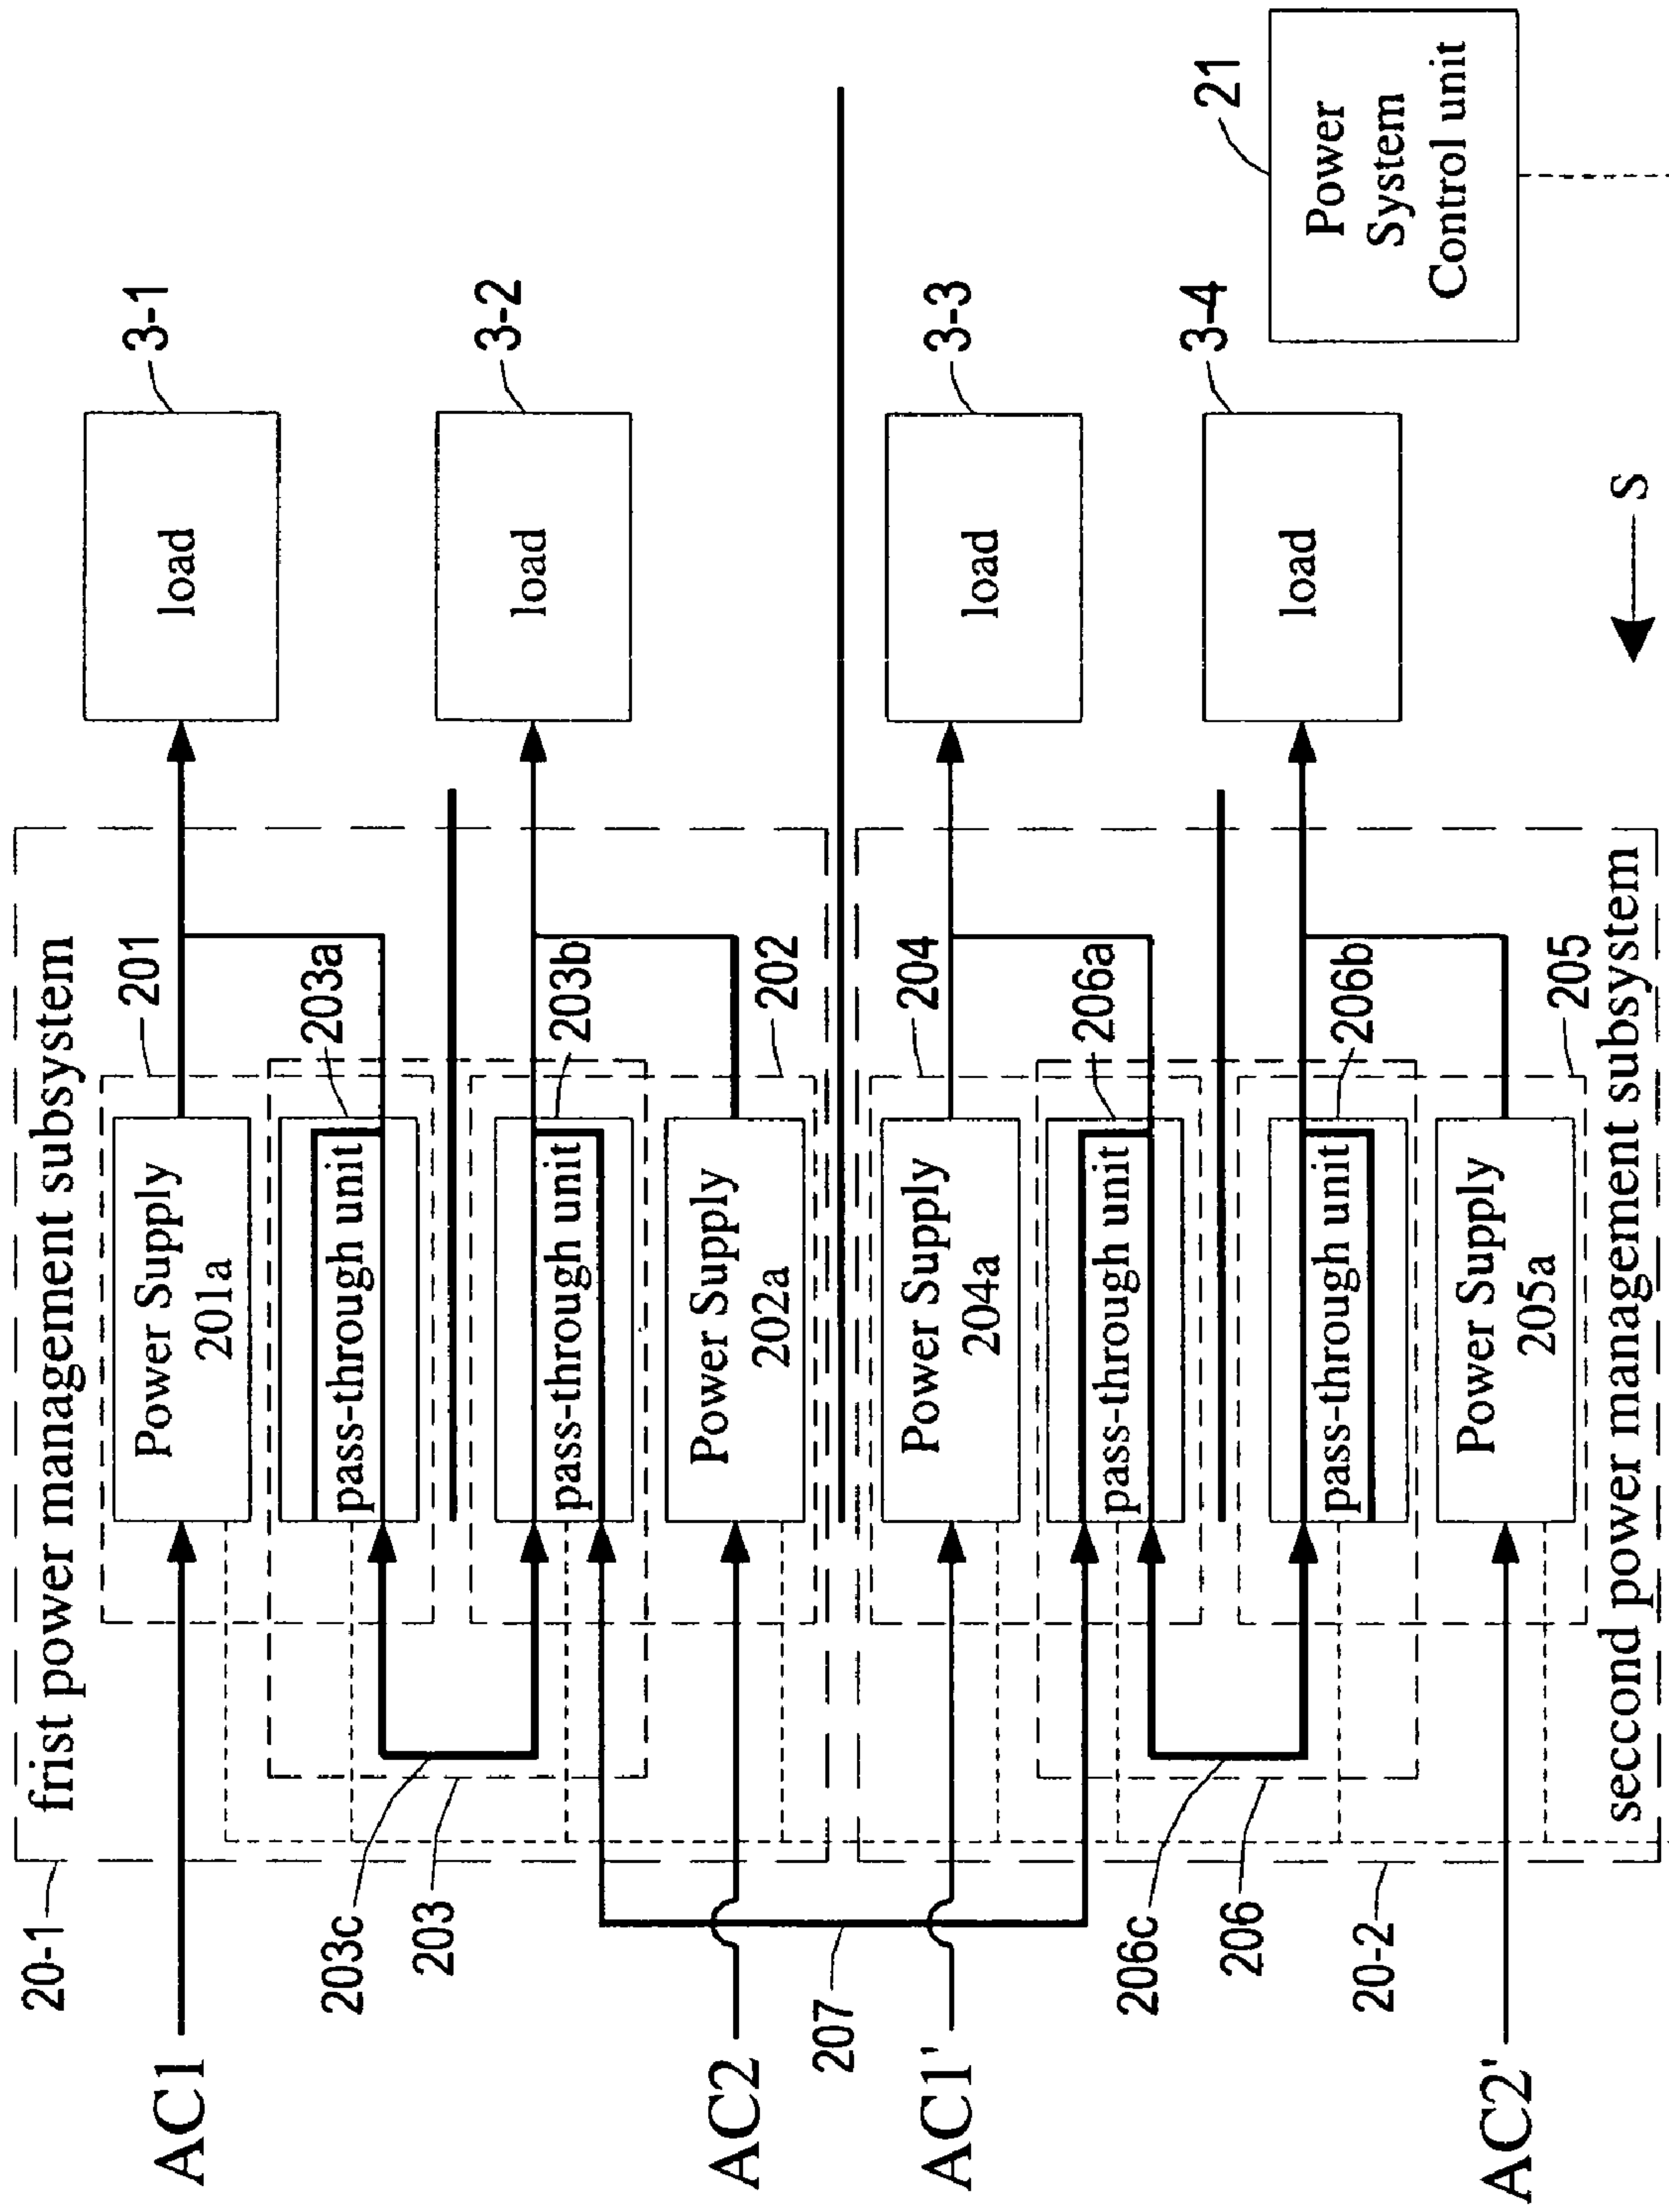 20-1
frist power management subsystem
201
AC1
Power Supply
201a
3-1
load
203a
pass-through unit
203c
203
203b
pass-through unit
3-2
load
AC2
Power Supply
202a
202
207
AC1'
Power Supply
204a
204
3-3
load
206a
pass-through unit
206c
206
206b
pass-through unit
3-4
load
20-2
AC2'
Power Supply
205a
205
seccond power management subsystem
21
Power
System
Control unit
S